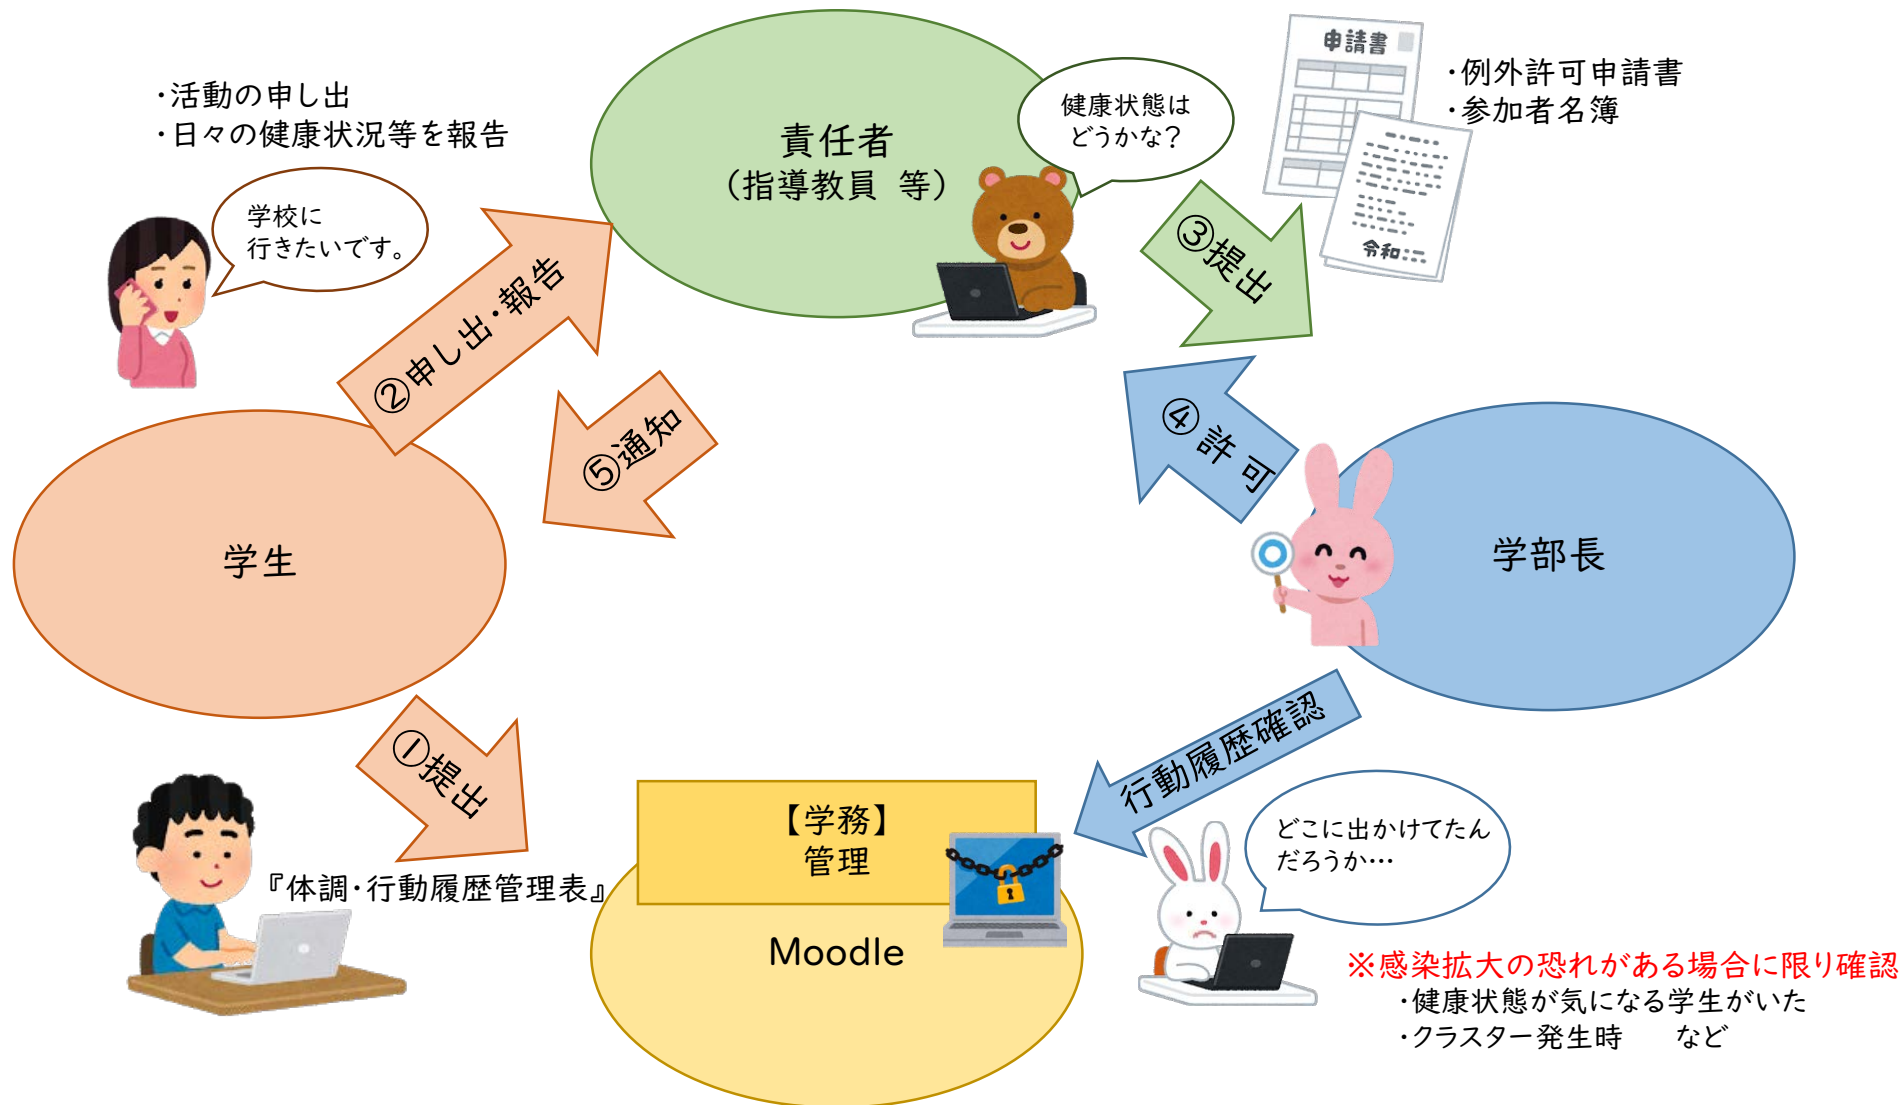 ・活動の申し出
・日々の健康状況等を報告
学校に
行きたいです。
責任者
（指導教員 等）
健康状態は
どうかな？
申請書
令和
・例外許可申請書
・参加者名簿
②申し出・報告
③提出
④許可
⑤通知
学生
学部長
①提出
『体調・行動履歴管理表』
【学務】
管理
Moodle
行動履歴確認
どこに出かけてたん
だろうか…
※感染拡大の恐れがある場合に限り確認
・健康状態が気になる学生がいた
・クラスター発生時 など